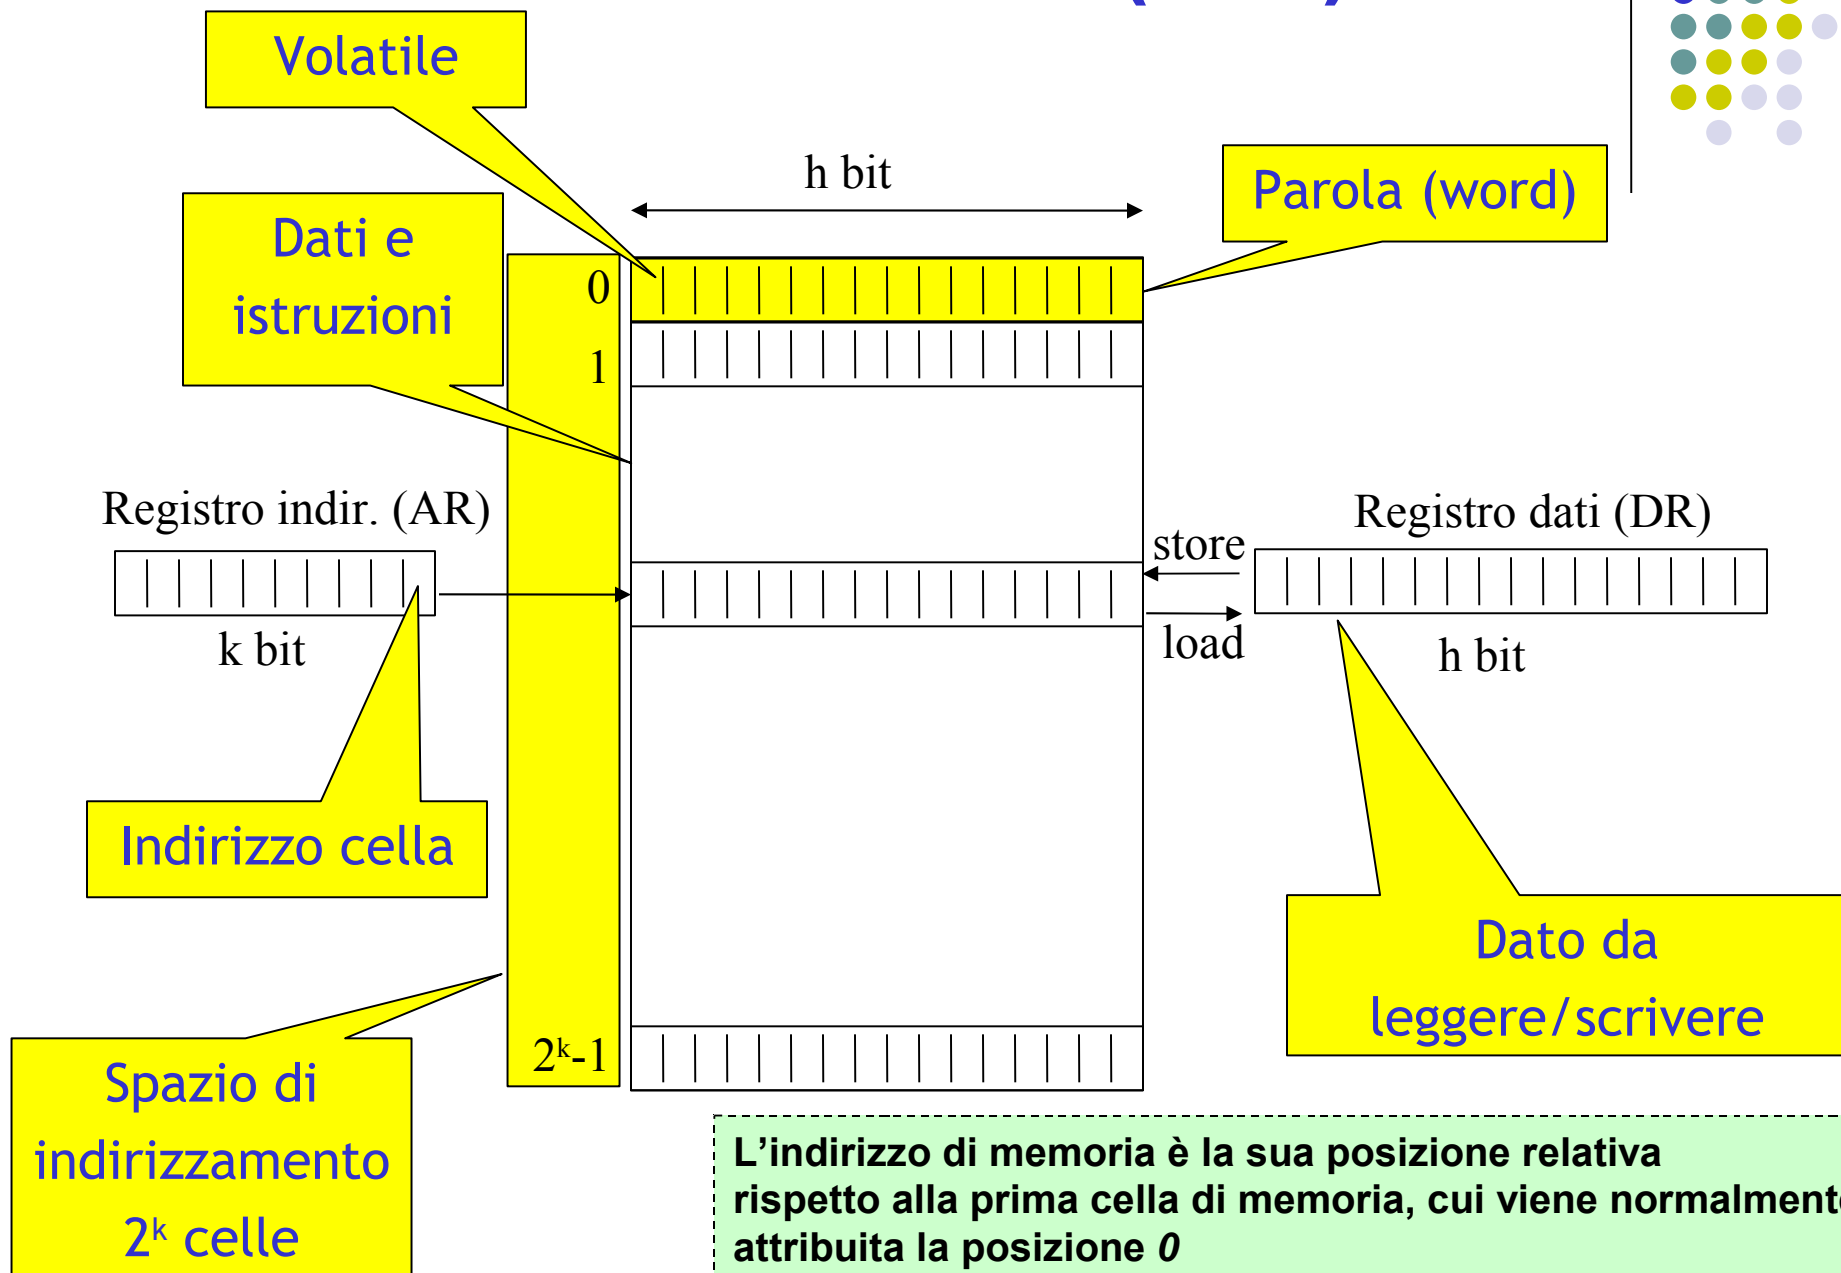 Volatile
h bit
Parola (word)
Dati e
istruzioni
0
1
Registro indir. (AR)
Registro dati (DR)
store
load
k bit
h bit
Indirizzo cella
Dato da
leggere/scrivere
2ᵏ-1
Spazio di
indirizzamento
2ᵏ celle
L'indirizzo di memoria è la sua posizione relativa
rispetto alla prima cella di memoria, cui viene normalmente
attribuita la posizione 0